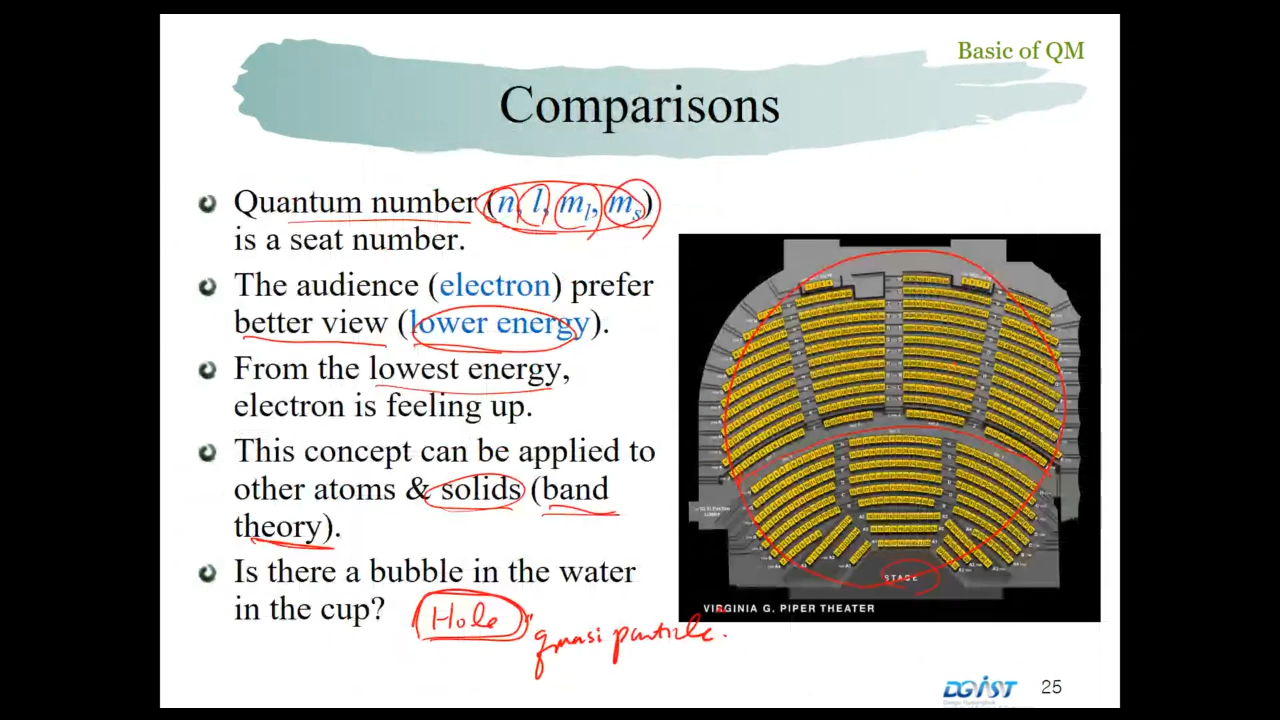 Basic of QM
Comparisons
Quantum number (n, l, m_l, m_s)
is a seat number.
The audience (electron) prefer
better view (lower energy).
From the lowest energy,
electron is feeling up.
This concept can be applied to
other atoms & solids (band
theory).
Is there a bubble in the water
in the cup?
Hole
"quasi particle".
STAGE
VIRGINIA G. PIPER THEATER
DGIST
25